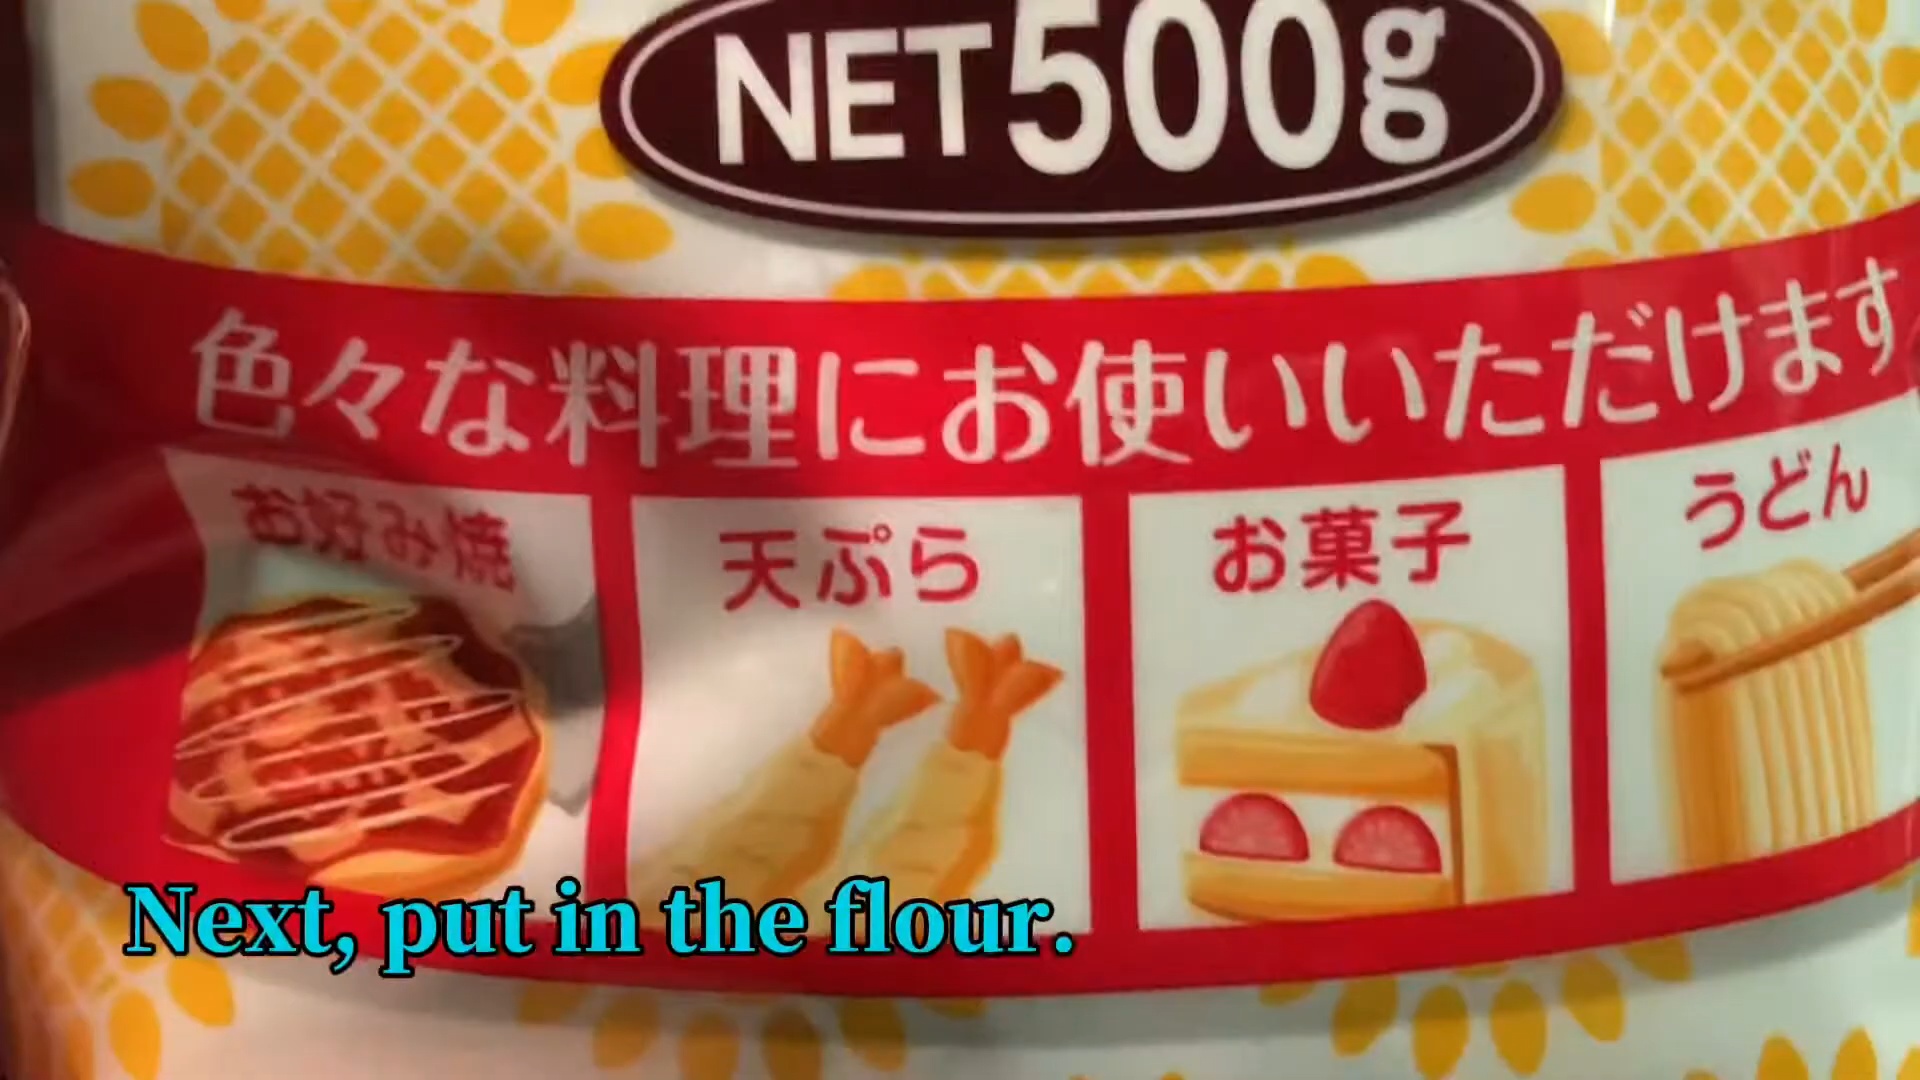 NET500g
色々な料理にお使いいただけます
お好み焼
天ぷら
お菓子
うどん
Next, put in the flour.